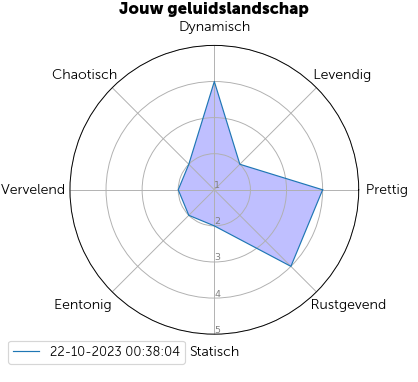 Jouw geluidslandschap
Dynamisch
Chaotisch
Levendig
Vervelend
1
Prettig
2
3
4
Eentonig
Rustgevend
5
22-10-2023 00:38:04
Statisch